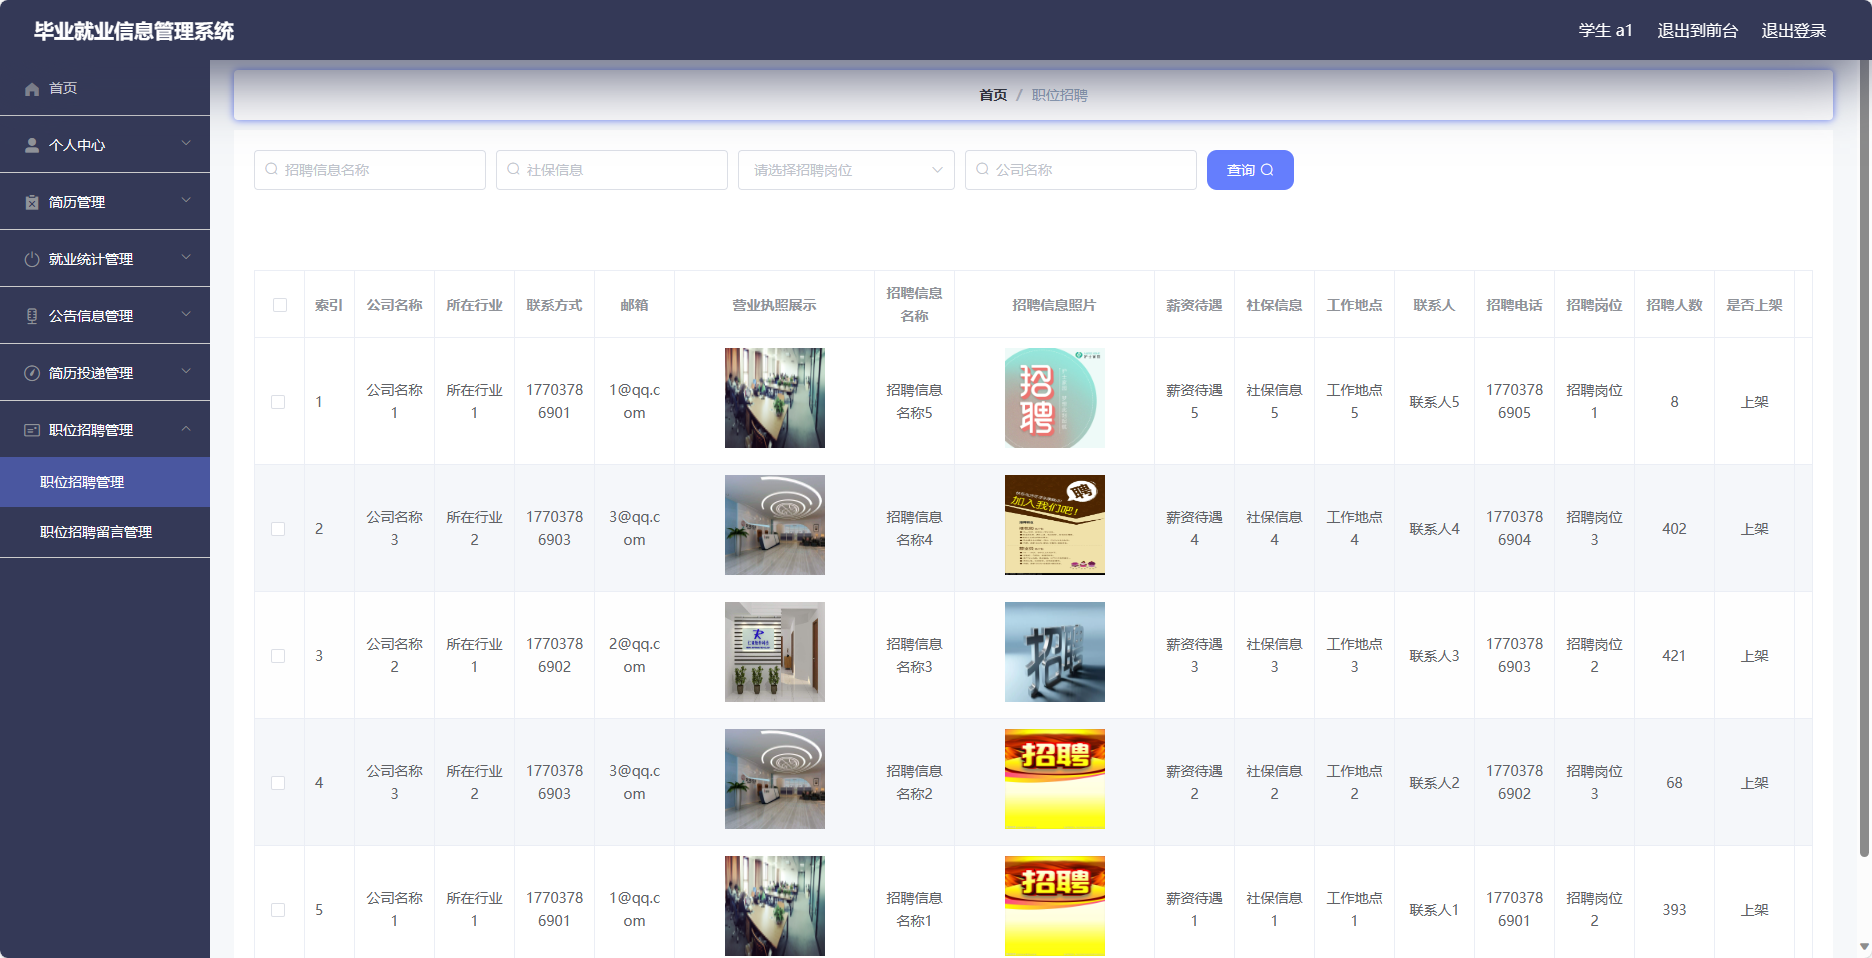 毕业就业信息管理系统
学生 a1 退出到前台 退出登录
首页
个人中心
简历管理
就业统计管理
公告信息管理
简历投递管理
职位招聘管理
职位招聘管理
职位招聘留言管理
首页 / 职位招聘
招聘信息名称 社保信息 请选择招聘岗位 公司名称 查询
索引 公司名称 所在行业 联系方式 邮箱 营业执照展示 招聘信息名称 招聘信息照片 薪资待遇 社保信息 工作地点 联系人 招聘电话 招聘岗位 招聘人数 是否上架
1 公司名称1 所在行业1 17703786901 1@qq.com 招聘信息名称5 招聘 薪资待遇5 社保信息5 工作地点5 联系人5 17703786905 招聘岗位1 8 上架
2 公司名称3 所在行业2 17703786903 3@qq.com 招聘信息名称4 聘 加入我们吧! 薪资待遇4 社保信息4 工作地点4 联系人4 17703786904 招聘岗位3 402 上架
3 公司名称2 所在行业1 17703786902 2@qq.com 招聘信息名称3 招聘 薪资待遇3 社保信息3 工作地点3 联系人3 17703786903 招聘岗位2 421 上架
4 公司名称3 所在行业2 17703786903 3@qq.com 招聘信息名称2 招聘 薪资待遇2 社保信息2 工作地点2 联系人2 17703786902 招聘岗位3 68 上架
5 公司名称1 所在行业1 17703786901 1@qq.com 招聘信息名称1 招聘 薪资待遇1 社保信息1 工作地点1 联系人1 17703786901 招聘岗位2 393 上架